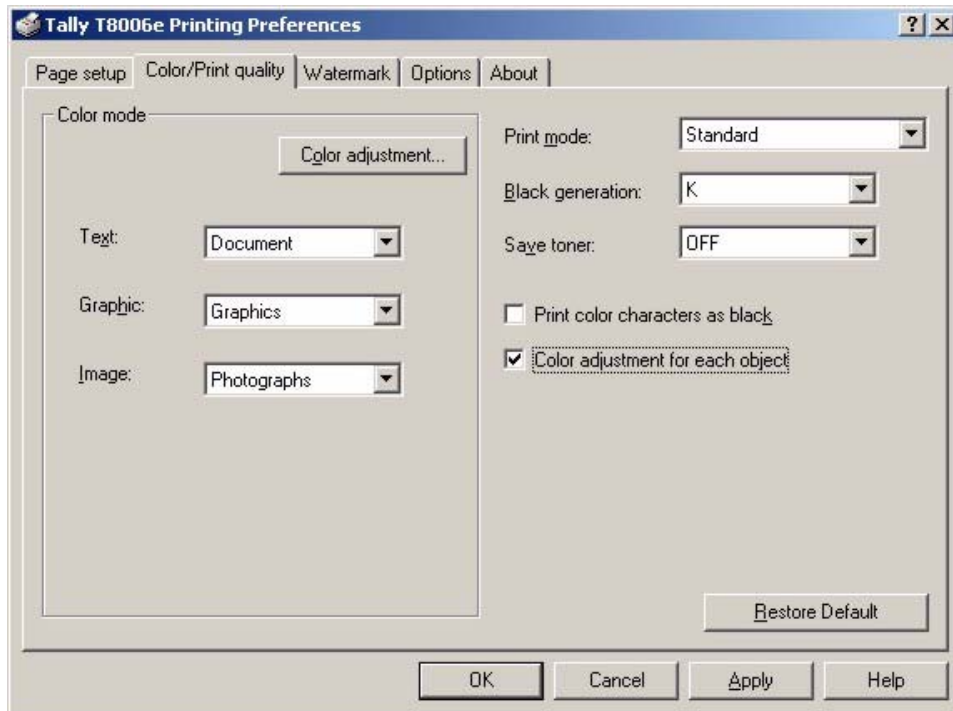 Tally T8006e Printing Preferences
Page setup
Color/Print quality
Watermark
Options
About
Color mode
Color adjustment...
Text:
Document
Graphic:
Graphics
Image:
Photographs
Print mode:
Standard
Black generation:
K
Save toner:
OFF
Print color characters as black
Color adjustment for each object
Restore Default
OK
Cancel
Apply
Help